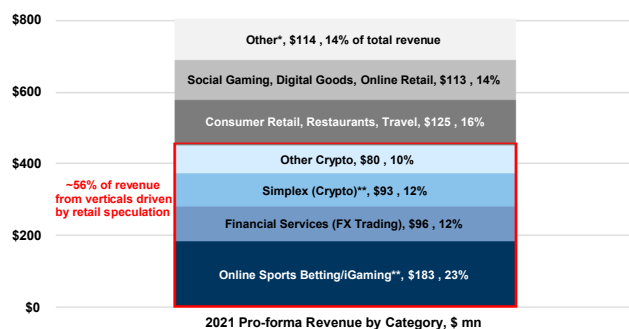 $800
Other*, $114 , 14% of total revenue
$600
Social Gaming, Digital Goods, Online Retail, $113 , 14%
Consumer Retail, Restaurants, Travel, $125 , 16%
$400
Other Crypto, $80 , 10%
~56% of revenue
from verticals driven
by retail speculation
Simplex (Crypto)**, $93 , 12%
Financial Services (FX Trading), $96 , 12%
$200
Online Sports Betting/iGaming**, $183 , 23%
$0
2021 Pro-forma Revenue by Category, $ mn